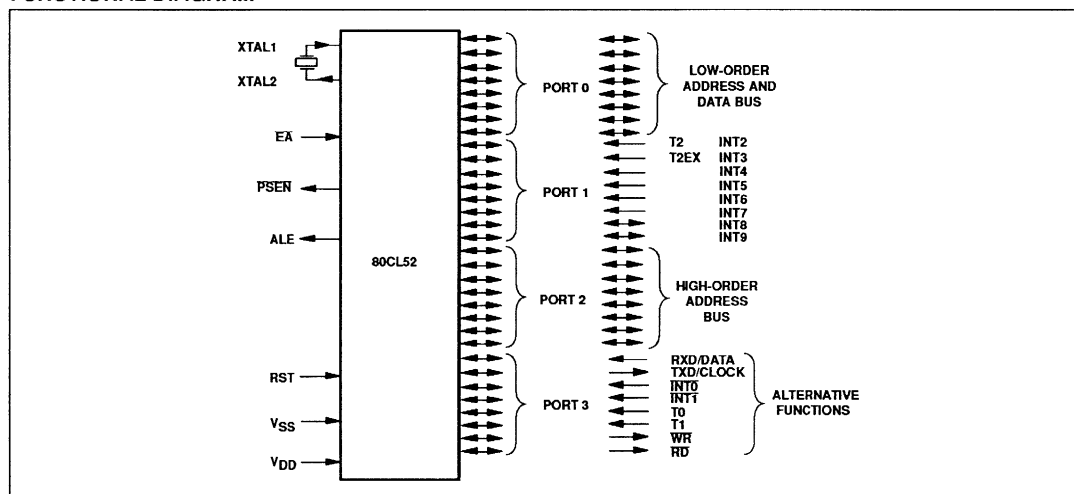 FUNCTIONAL DIAGRAM
XTAL1
XTAL2
EA
PSEN
ALE
RST
VSS
VDD
80CL52
PORT 0
PORT 1
PORT 2
PORT 3
LOW-ORDER
ADDRESS AND
DATA BUS
T2 INT2
T2EX INT3
INT4
INT5
INT6
INT7
INT8
INT9
HIGH-ORDER
ADDRESS
BUS
RXD/DATA
TXD/CLOCK
INT0
INT1
T0
T1
WR
RD
ALTERNATIVE
FUNCTIONS